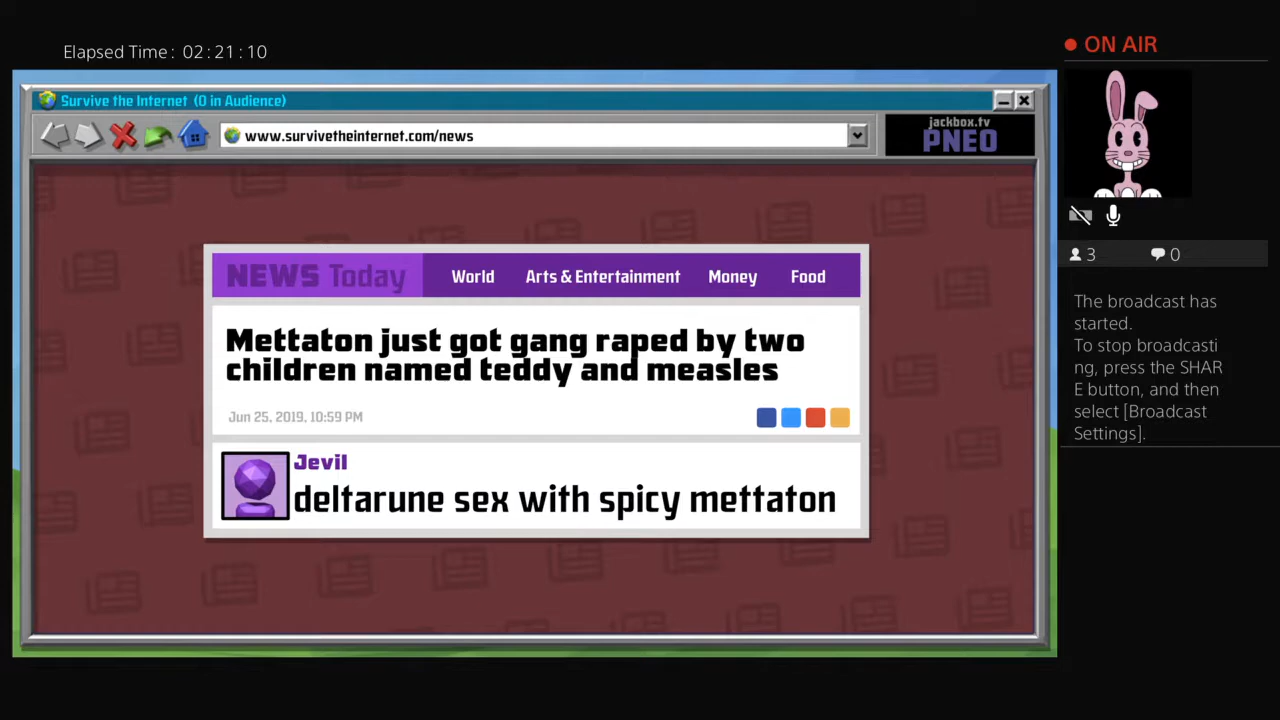 Elapsed Time: 02:21:10
ON AIR
Survive the Internet (0 in Audience)
www.survivetheinternet.com/news
jackbox.tv
PNEO
NEWS Today World Arts & Entertainment Money Food
Mettaton just got gang raped by two
children named teddy and measles
Jun 25, 2019, 10:59 PM
Jevil
deltarune sex with spicy mettaton
3 0
The broadcast has
started.
To stop broadcasti
ng, press the SHAR
E button, and then
select [Broadcast
Settings].